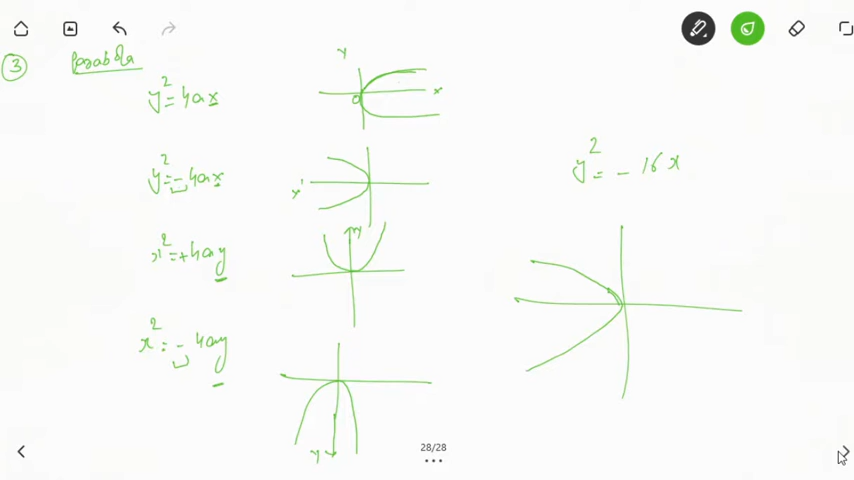 ③ Parabola
y
y² = 4ax
x
O
y² = -16x
y² = -4ax
x'
y
x² = +4ay
x² = -4ay
y
28/28